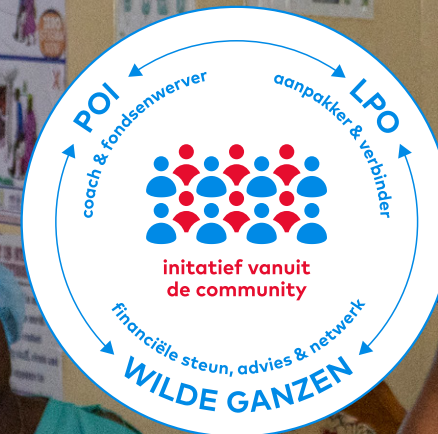 POI
coach & fondsenwerver
LPO
aanpakker & verbinder
initatief vanuit
de community
financiële steun, advies & netwerk
WILDE GANZEN